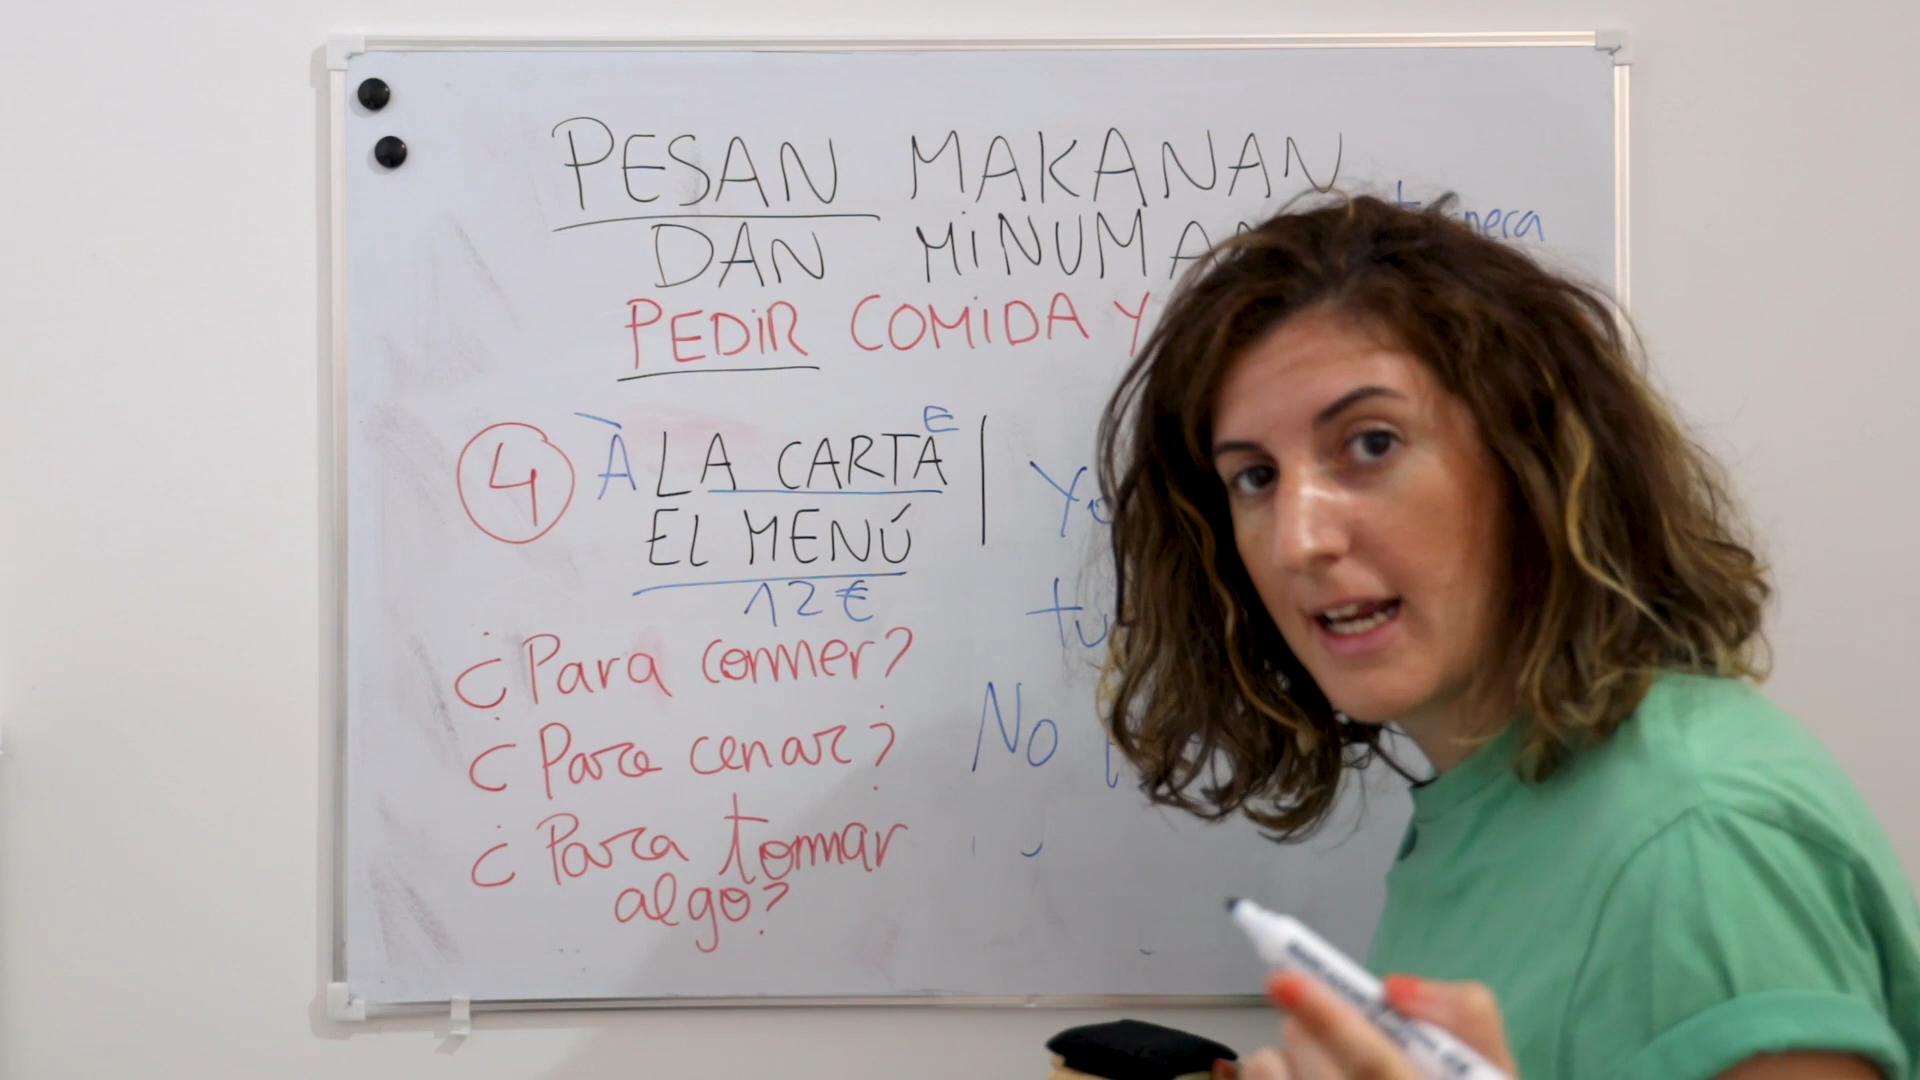 PESAN MAKANAN
DAN MINUMAN
PEDIR COMIDA Y
4 À LA CARTA E
EL MENÚ
12 €
¿Para comer?
¿Para cenar?
¿Para tomar
algo?
Yo
tu
No